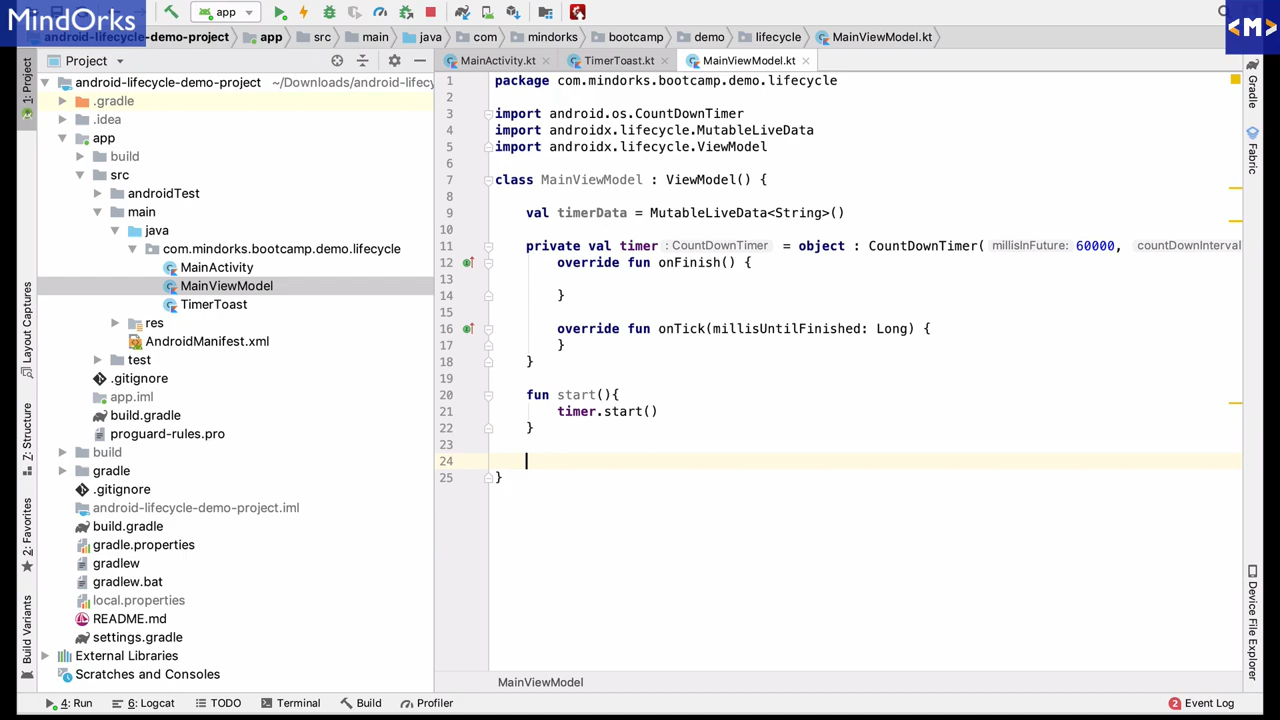 MindOrks
<M>
app
android-lifecycle-demo-project
app
src
main
java
com
mindorks
bootcamp
demo
lifecycle
MainViewModel.kt
Project
MainActivity.kt
TimerToast.kt
MainViewModel.kt
1: Project
Layout Captures
Z: Structure
2: Favorites
Build Variants
android-lifecycle-demo-project ~/Downloads/android-lifecy
.gradle
.idea
app
build
src
androidTest
main
java
com.mindorks.bootcamp.demo.lifecycle
MainActivity
MainViewModel
TimerToast
res
AndroidManifest.xml
test
.gitignore
app.iml
build.gradle
proguard-rules.pro
build
gradle
.gitignore
android-lifecycle-demo-project.iml
build.gradle
gradle.properties
gradlew
gradlew.bat
local.properties
README.md
settings.gradle
External Libraries
Scratches and Consoles
1 package com.mindorks.bootcamp.demo.lifecycle
2
3 import android.os.CountDownTimer
4 import androidx.lifecycle.MutableLiveData
5 import androidx.lifecycle.ViewModel
6
7 class MainViewModel : ViewModel() {
8
9 val timerData = MutableLiveData<String>()
10
11 private val timer : CountDownTimer = object : CountDownTimer( millisInFuture: 60000, countDownInterval
12 override fun onFinish() {
13
14 }
15
16 override fun onTick(millisUntilFinished: Long) {
17 }
18 }
19
20 fun start(){
21 timer.start()
22 }
23
24
25 }
Gradle
Fabric
Device File Explorer
MainViewModel
4: Run
6: Logcat
TODO
Terminal
Build
Profiler
2 Event Log